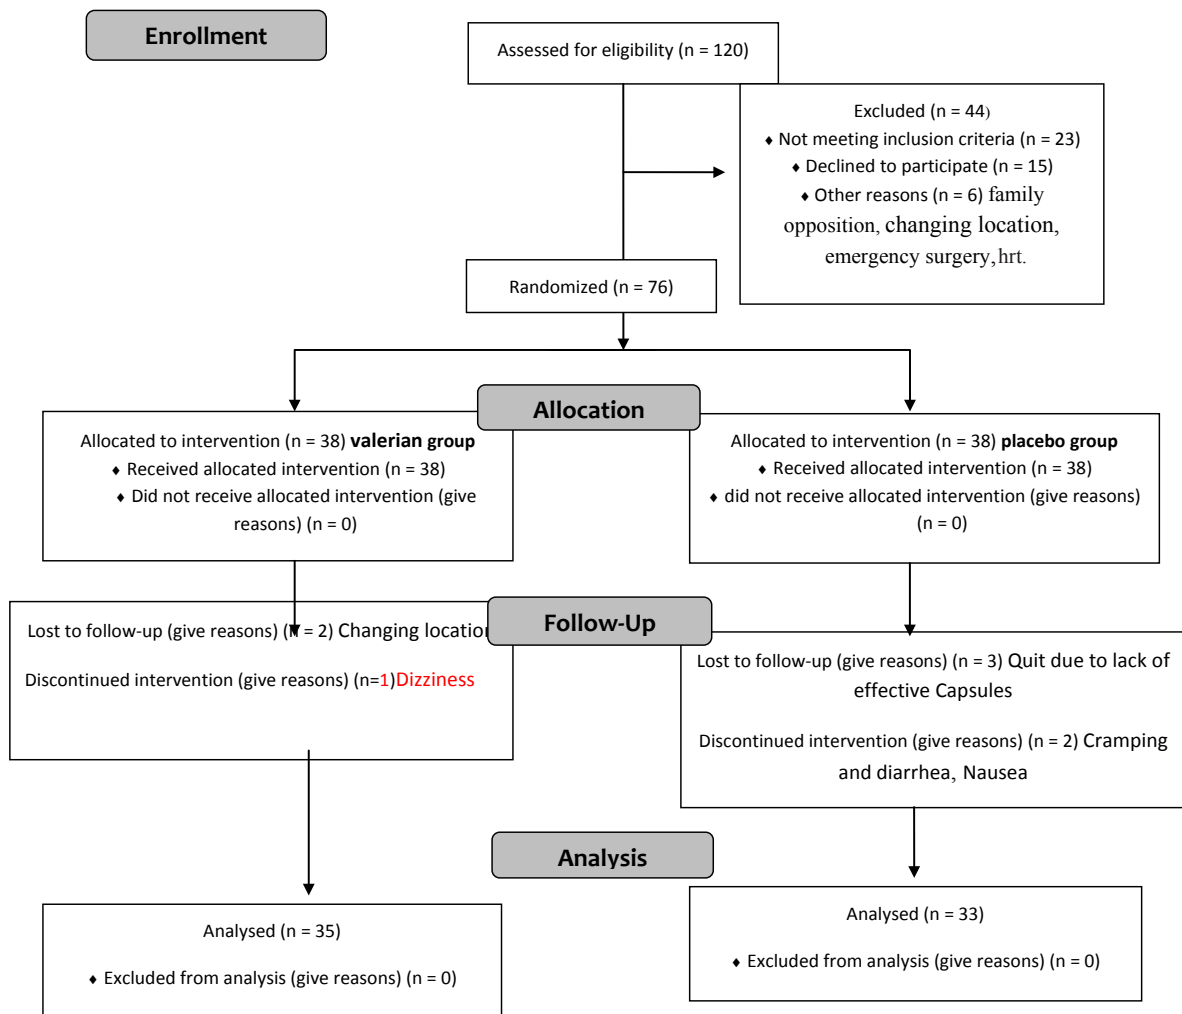 Enrollment
Assessed for eligibility (n = 120)
Excluded (n = 44)
♦ Not meeting inclusion criteria (n = 23)
♦ Declined to participate (n = 15)
♦ Other reasons (n = 6) family
opposition, changing location,
emergency surgery, hrt.
Randomized (n = 76)
Allocation
Allocated to intervention (n = 38) valerian group
♦ Received allocated intervention (n = 38)
♦ Did not receive allocated intervention (give
reasons) (n = 0)
Allocated to intervention (n = 38) placebo group
♦ Received allocated intervention (n = 38)
♦ did not receive allocated intervention (give reasons)
(n = 0)
Follow-Up
Lost to follow-up (give reasons) (n = 2) Changing location
Discontinued intervention (give reasons) (n=1)Dizziness
Lost to follow-up (give reasons) (n = 3) Quit due to lack of
effective Capsules
Discontinued intervention (give reasons) (n = 2) Cramping
and diarrhea, Nausea
Analysis
Analysed (n = 35)
♦ Excluded from analysis (give reasons) (n = 0)
Analysed (n = 33)
♦ Excluded from analysis (give reasons) (n = 0)